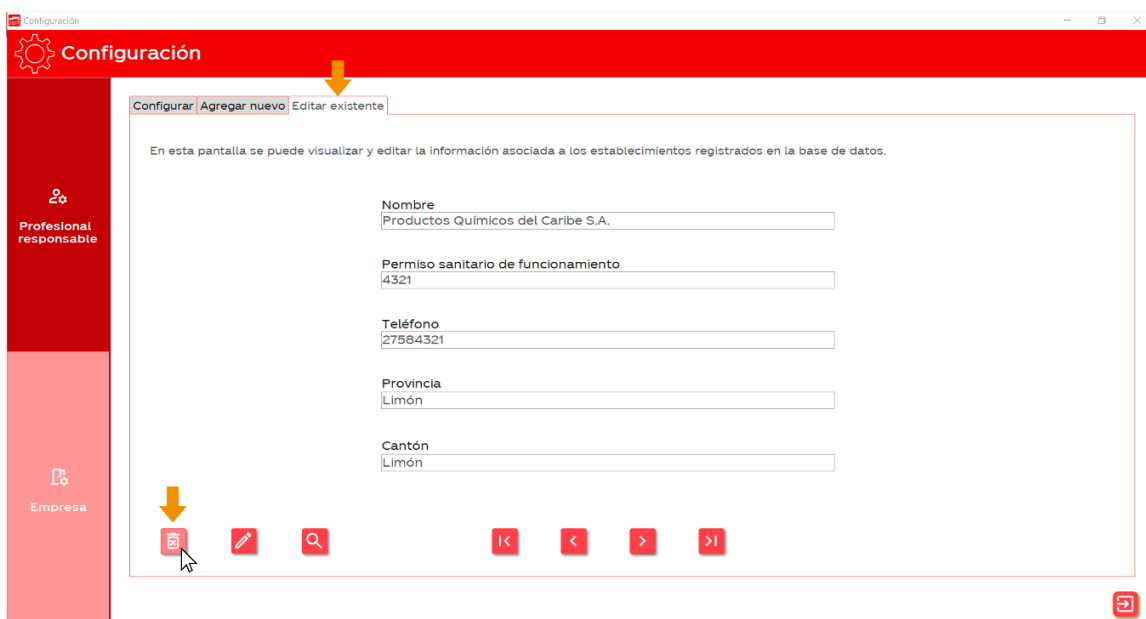 Configuración
Configuración
Configurar Agregar nuevo Editar existente
En esta pantalla se puede visualizar y editar la información asociada a los establecimientos registrados en la base de datos.
Profesional
responsable
Nombre
Productos Químicos del Caribe S.A.
Permiso sanitario de funcionamiento
4321
Teléfono
27584321
Provincia
Limón
Cantón
Limón
Empresa